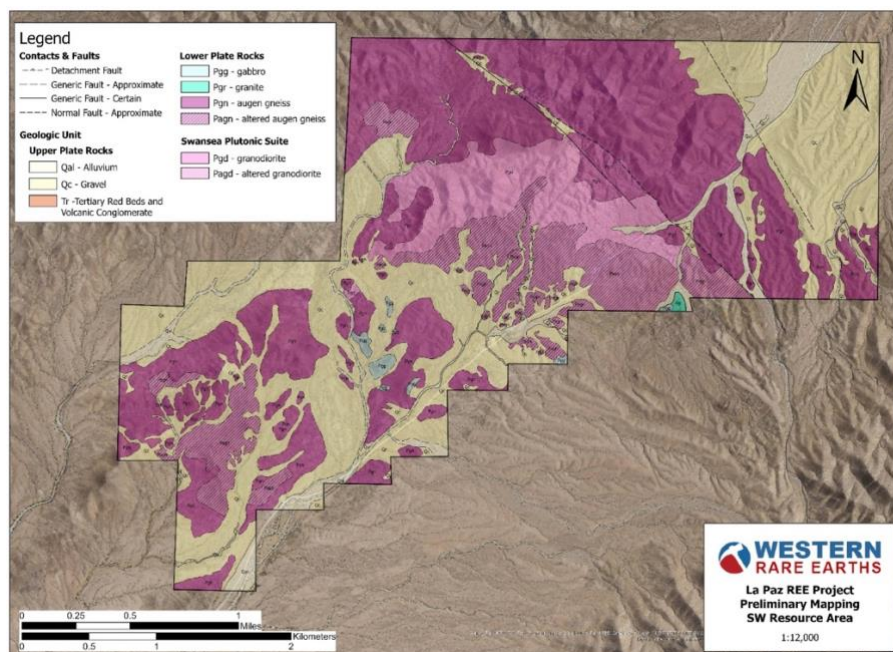 Legend
Contacts & Faults
Detachment Fault
Generic Fault - Approximate
Generic Fault - Certain
Normal Fault - Approximate
Geologic Unit
Upper Plate Rocks
Qal - Alluvium
Qc - Gravel
Tr -Tertiary Red Beds and
Volcanic Conglomerate
Lower Plate Rocks
Pgg - gabbro
Pgr - granite
Pgn - augen gneiss
Pagn - altered augen gneiss
Swansea Plutonic Suite
Pgd - granodiorite
Pagd - altered granodiorite
N
WESTERN
RARE EARTHS
La Paz REE Project
Preliminary Mapping
SW Resource Area
1:12,000
0 0.25 0.5 1
Miles
Kilometers
0 0.5 1 2